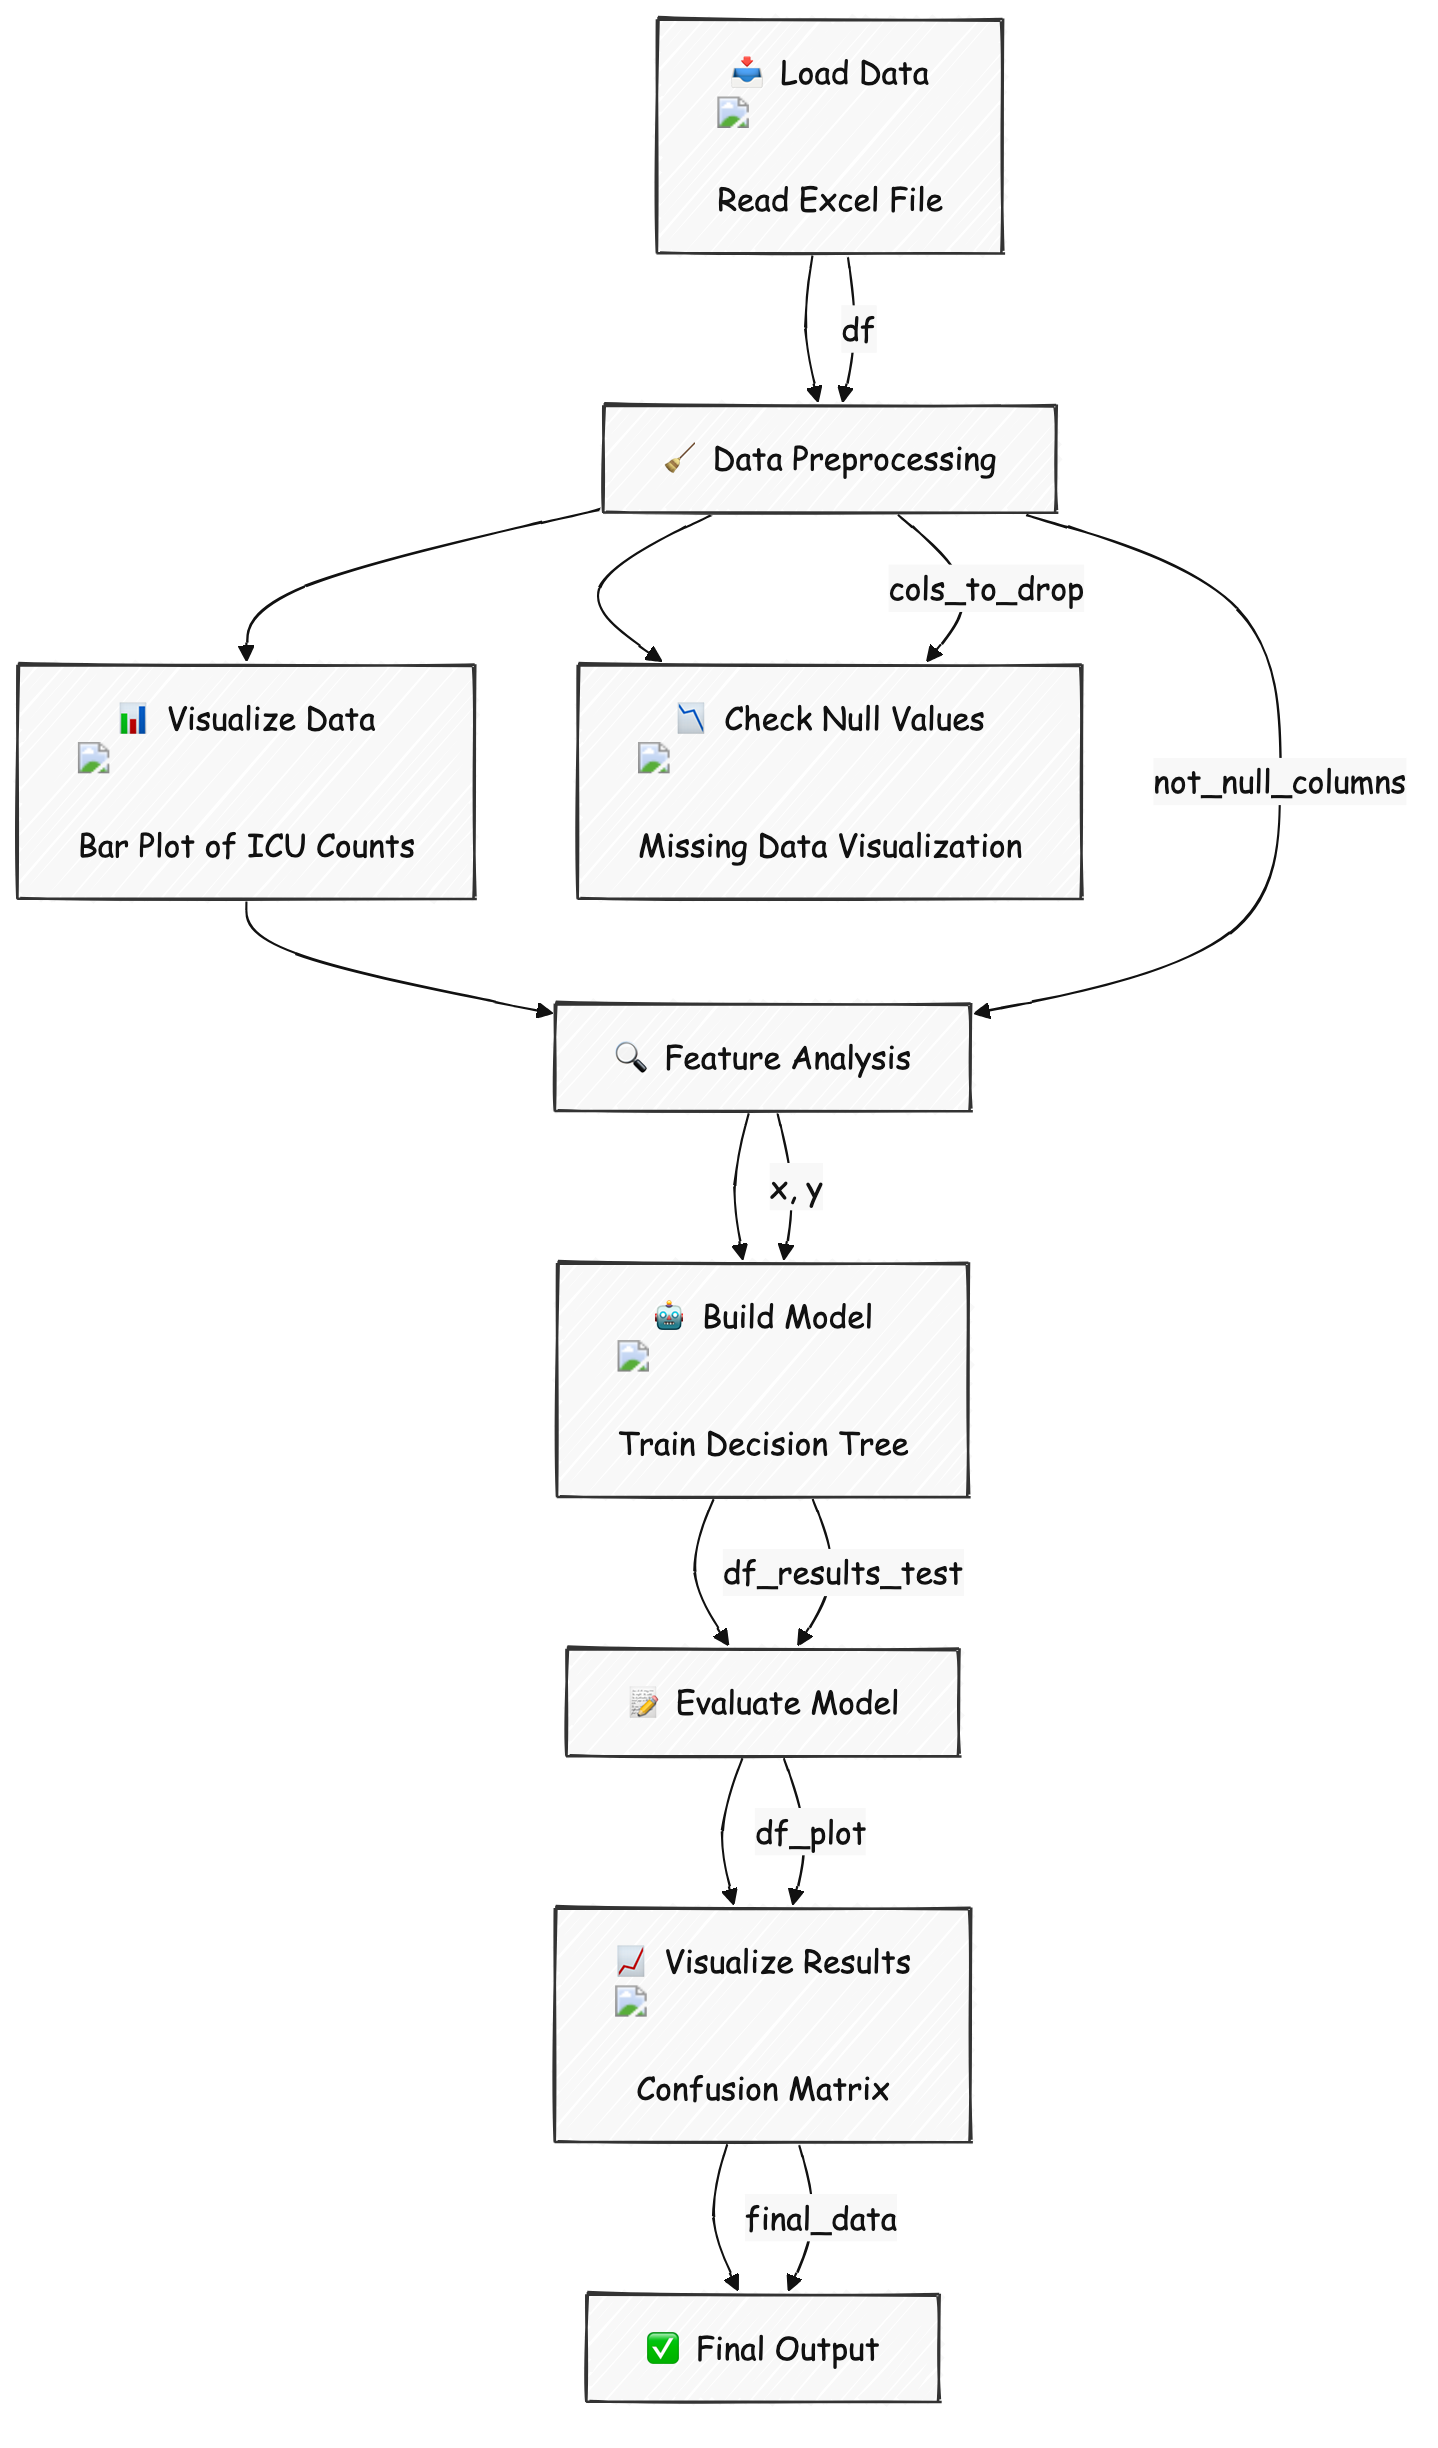 Load Data
Read Excel File
df
Data Preprocessing
cols_to_drop
Visualize Data
Bar Plot of ICU Counts
Check Null Values
Missing Data Visualization
not_null_columns
Feature Analysis
x, y
Build Model
Train Decision Tree
df_results_test
Evaluate Model
df_plot
Visualize Results
Confusion Matrix
final_data
Final Output